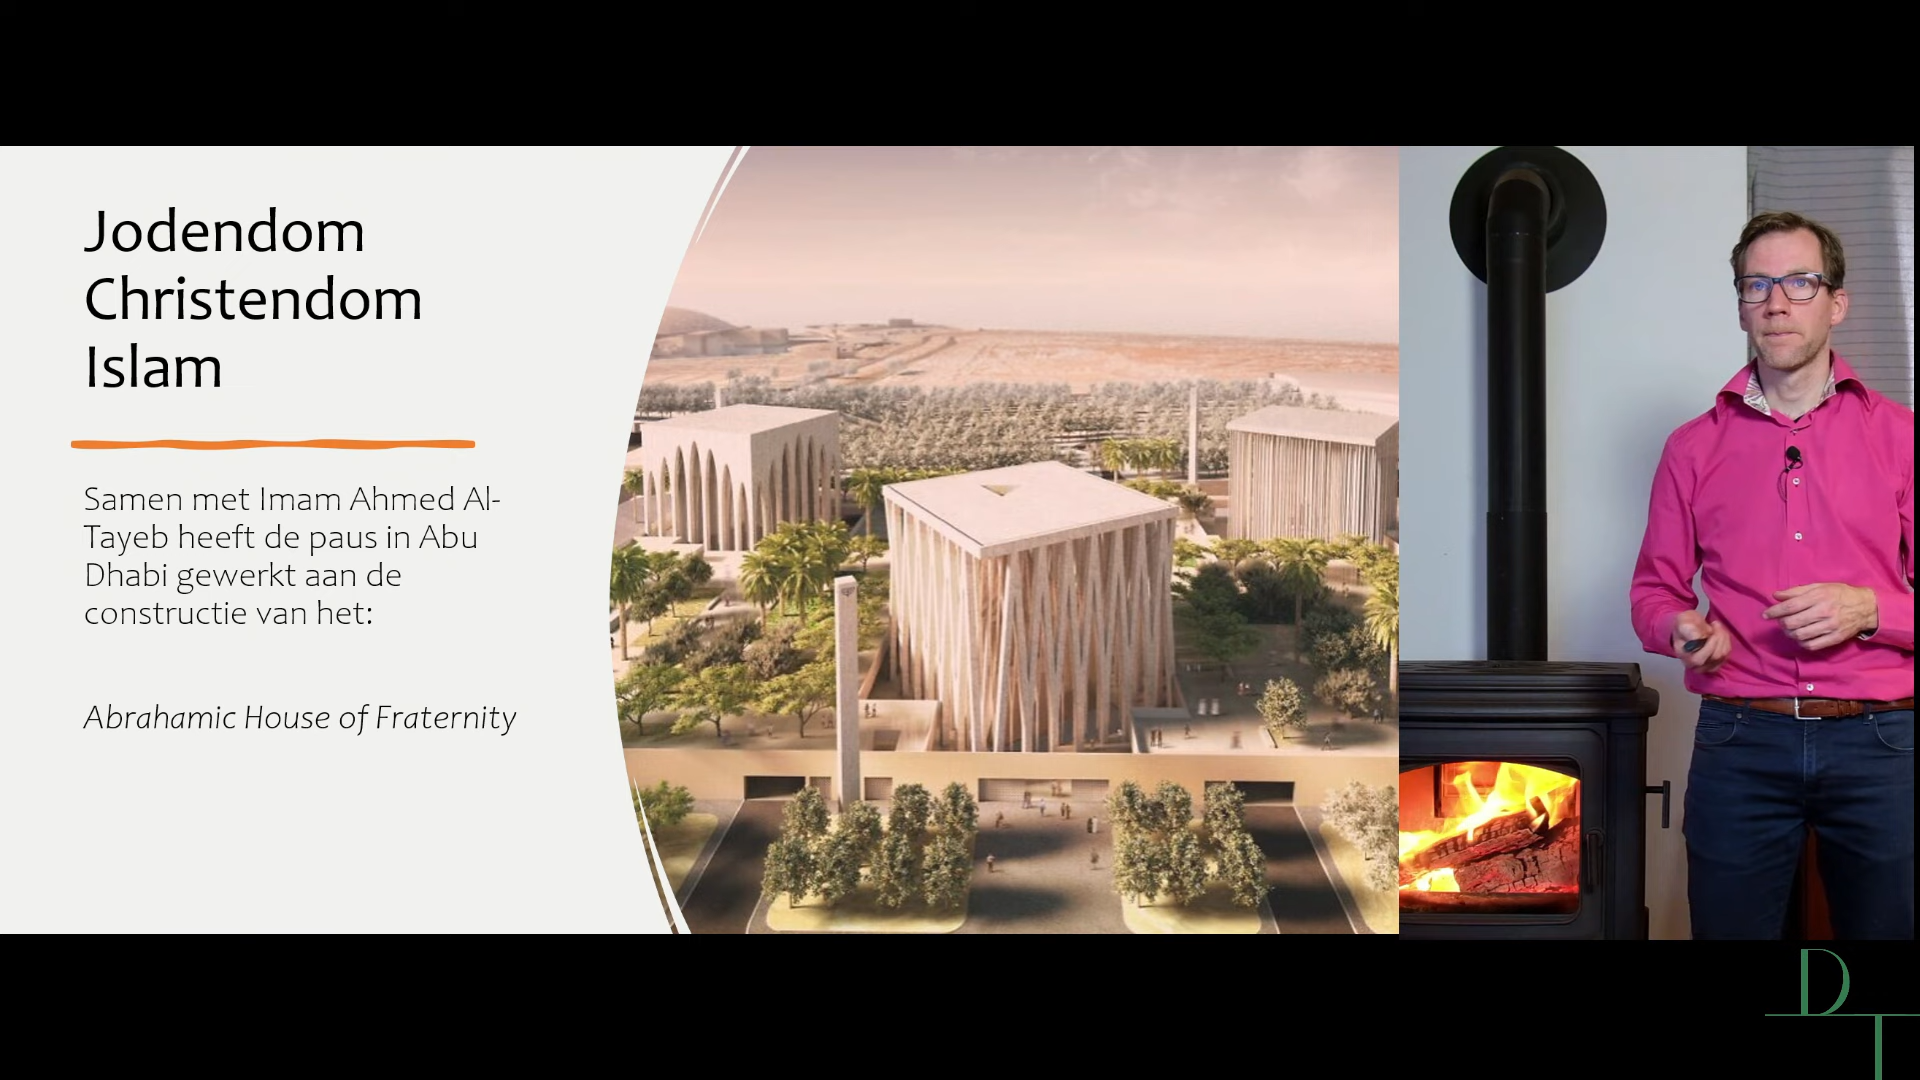 Jodendom
Christendom
Islam
Samen met Imam Ahmed Al-
Tayeb heeft de paus in Abu
Dhabi gewerkt aan de
constructie van het:
Abrahamic House of Fraternity
D
T